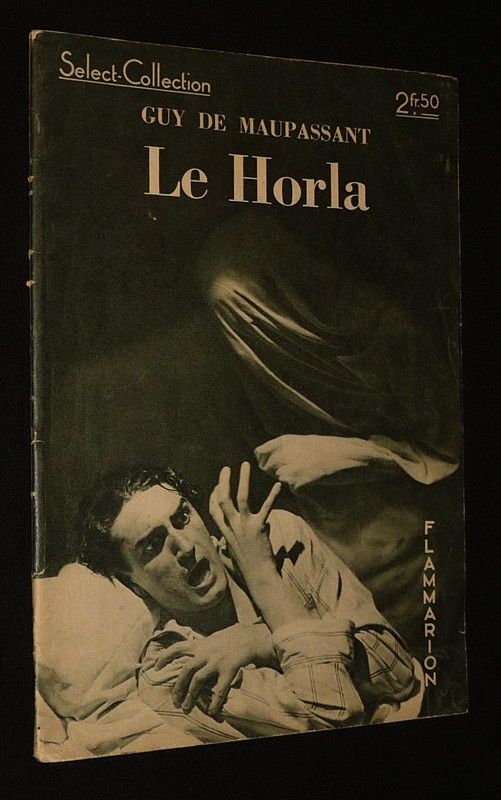 Select-Collection
2fr.50
GUY DE MAUPASSANT
Le Horla
FLAMMARION